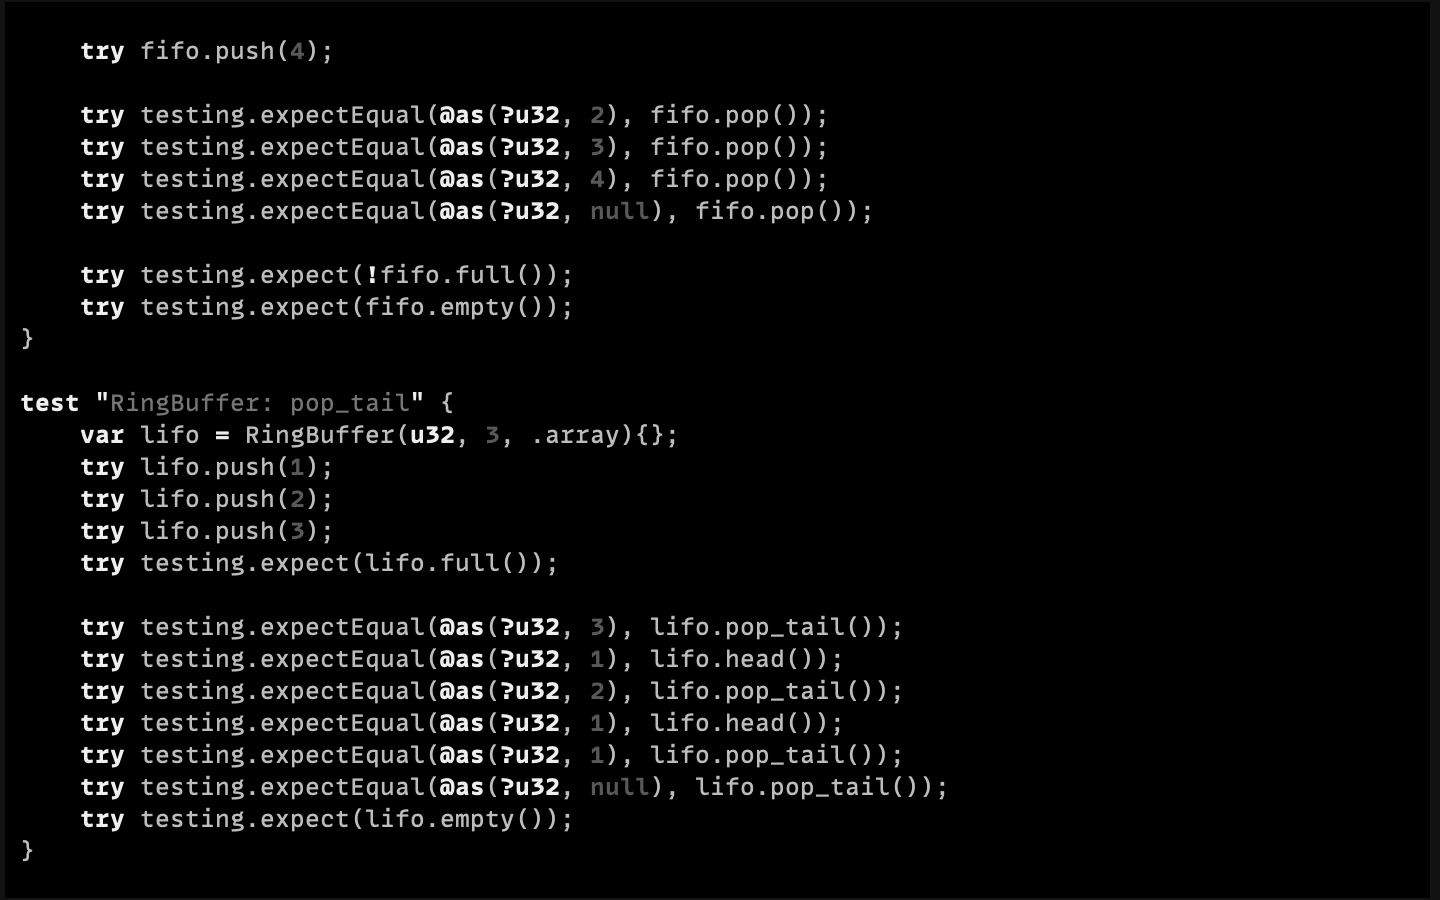 try fifo.push(4);
try testing.expectEqual(@as(?u32, 2), fifo.pop());
try testing.expectEqual(@as(?u32, 3), fifo.pop());
try testing.expectEqual(@as(?u32, 4), fifo.pop());
try testing.expectEqual(@as(?u32, null), fifo.pop());
try testing.expect(!fifo.full());
try testing.expect(fifo.empty());
}
test "RingBuffer: pop_tail" {
var lifo = RingBuffer(u32, 3, .array){};
try lifo.push(1);
try lifo.push(2);
try lifo.push(3);
try testing.expect(lifo.full());
try testing.expectEqual(@as(?u32, 3), lifo.pop_tail());
try testing.expectEqual(@as(?u32, 1), lifo.head());
try testing.expectEqual(@as(?u32, 2), lifo.pop_tail());
try testing.expectEqual(@as(?u32, 1), lifo.head());
try testing.expectEqual(@as(?u32, 1), lifo.pop_tail());
try testing.expectEqual(@as(?u32, null), lifo.pop_tail());
try testing.expect(lifo.empty());
}